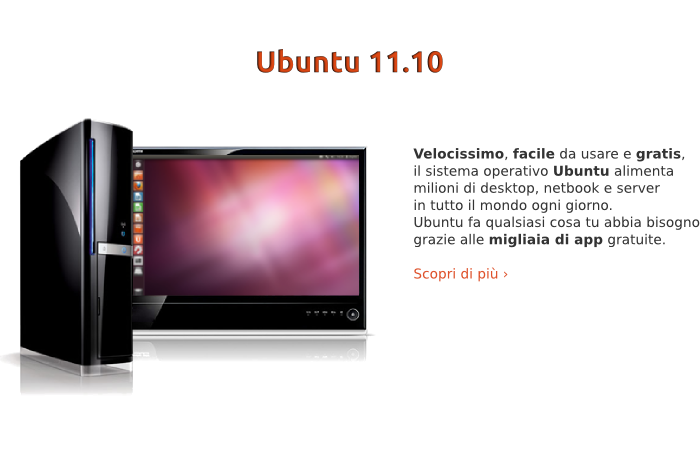 Ubuntu 11.10
Velocissimo, facile da usare e gratis,
il sistema operativo Ubuntu alimenta
milioni di desktop, netbook e server
in tutto il mondo ogni giorno.
Ubuntu fa qualsiasi cosa tu abbia bisogno
grazie alle migliaia di app gratuite.
Scopri di più ›